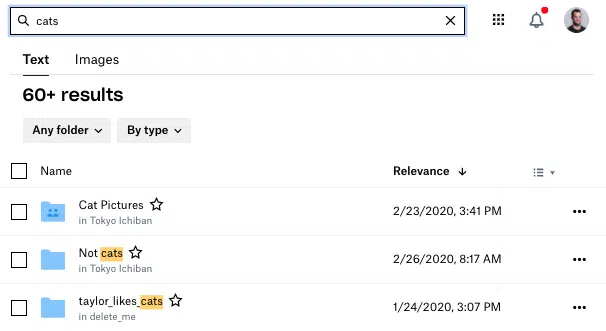 cats
Text Images
60+ results
Any folder By type
Name Relevance
Cat Pictures 2/23/2020, 3:41 PM
in Tokyo Ichiban
Not cats 2/26/2020, 8:17 AM
in Tokyo Ichiban
taylor_likes_cats 1/24/2020, 3:07 PM
in delete_me